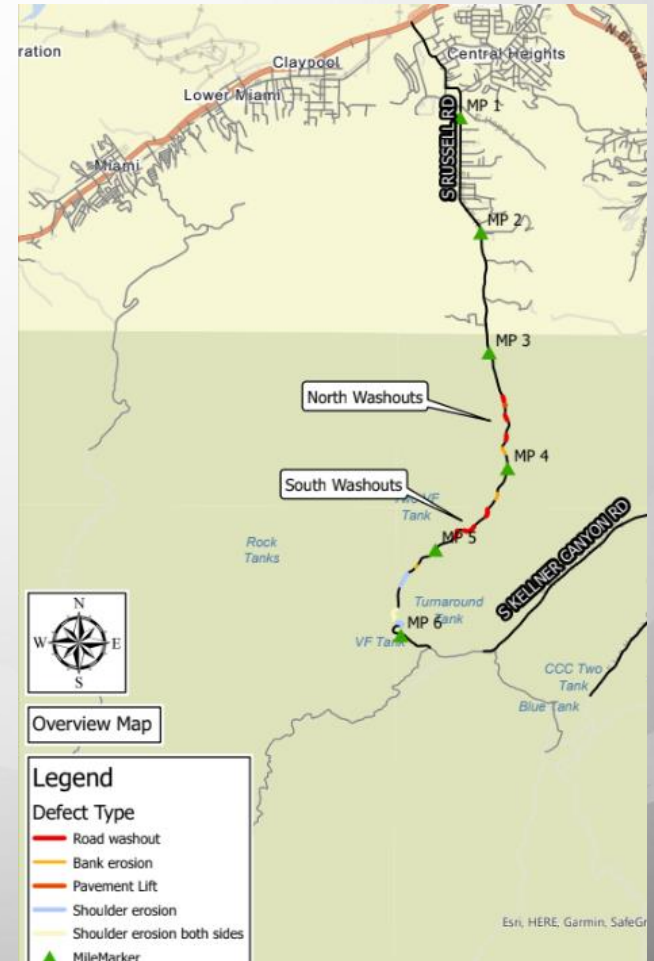 ration
Claypool
Central Heights
N Broad S
Lower Miami
Miami
MP 1
S RUSSELL RD
MP 2
MP 3
North Washouts
MP 4
South Washouts
Tank
MP 5
Rock
Tanks
S KELLNER CANYON RD
Turnaround
Tank
MP 6
VF Tank
CCC Two
Tank
Blue Tank
N
W E
S
Overview Map
Legend
Defect Type
Road washout
Bank erosion
Pavement Lift
Shoulder erosion
Shoulder erosion both sides
MileMarker
Esri, HERE, Garmin, SafeGr